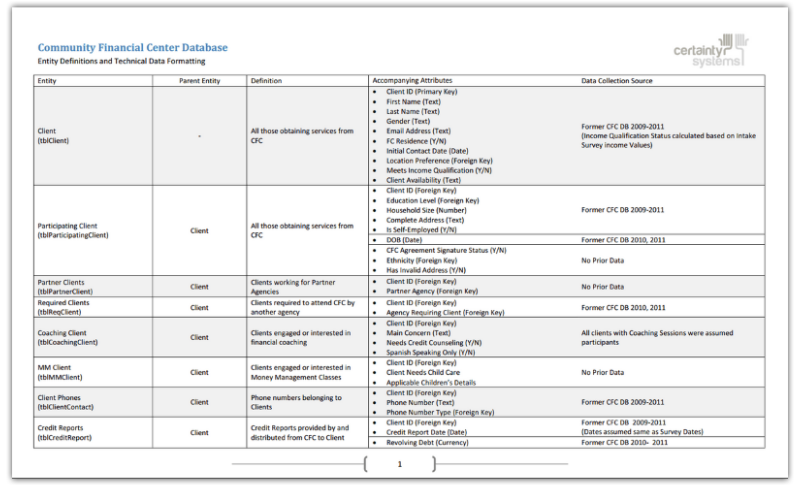 Community Financial Center Database
Entity Definitions and Technical Data Formatting
certainty
systems
Entity Parent Entity Definition Accompanying Attributes Data Collection Source
Client
(tblClient)
-
All those obtaining services from
CFC
• Client ID (Primary Key)
• First Name (Text)
• Last Name (Text)
• Gender (Text)
• Email Address (Text)
• FC Residence (Y/N)
• Initial Contact Date (Date)
• Location Preference (Foreign Key)
• Meets Income Qualification (Y/N)
• Client Availability (Text)
Former CFC DB 2009-2011
(Income Qualification Status calculated based on Intake
Survey income Values)
Participating Client
(tblParticipatingClient)
Client
All those obtaining services from
CFC
• Client ID (Foreign Key)
• Education Level (Foreign Key)
• Household Size (Number)
• Complete Address (Text)
• Is Self-Employed (Y/N)
Former CFC DB 2009-2011
• DOB (Date)
Former CFC DB 2010, 2011
• CFC Agreement Signature Status (Y/N)
• Ethnicity (Foreign Key)
• Has Invalid Address (Y/N)
No Prior Data
Partner Clients
(tblPartnerClient)
Client
Clients working for Partner
Agencies
• Client ID (Foreign Key)
• Partner Agency (Foreign Key)
No Prior Data
Required Clients
(tblReqClient)
Client
Clients required to attend CFC by
another agency
• Client ID (Foreign Key)
• Agency Requiring Client (Foreign Key)
Former CFC DB 2010, 2011
Coaching Client
(tblCoachingClient)
Client
Clients engaged or interested in
financial coaching
• Client ID (Foreign Key)
• Main Concern (Text)
• Needs Credit Counseling (Y/N)
• Spanish Speaking Only (Y/N)
All clients with Coaching Sessions were assumed
participants
MM Client
(tblMMClient)
Client
Clients engaged or interested in
Money Management Classes
• Client ID (Foreign Key)
• Client Needs Child Care
• Applicable Children's Details
No Prior Data
Client Phones
(tblClientContact)
Client
Phone numbers belonging to
Clients
• Client ID (Foreign Key)
• Phone Number (Text)
• Phone Number Type (Foreign Key)
Former CFC DB 2009-2011
Credit Reports
(tblCreditReport)
Client
Credit Reports provided by and
distributed from CFC to Client
• Client ID (Foreign Key)
• Credit Report Date (Date)
Former CFC DB 2009-2011
(Dates assumed same as Survey Dates)
• Revolving Debt (Currency)
Former CFC DB 2010- 2011
1